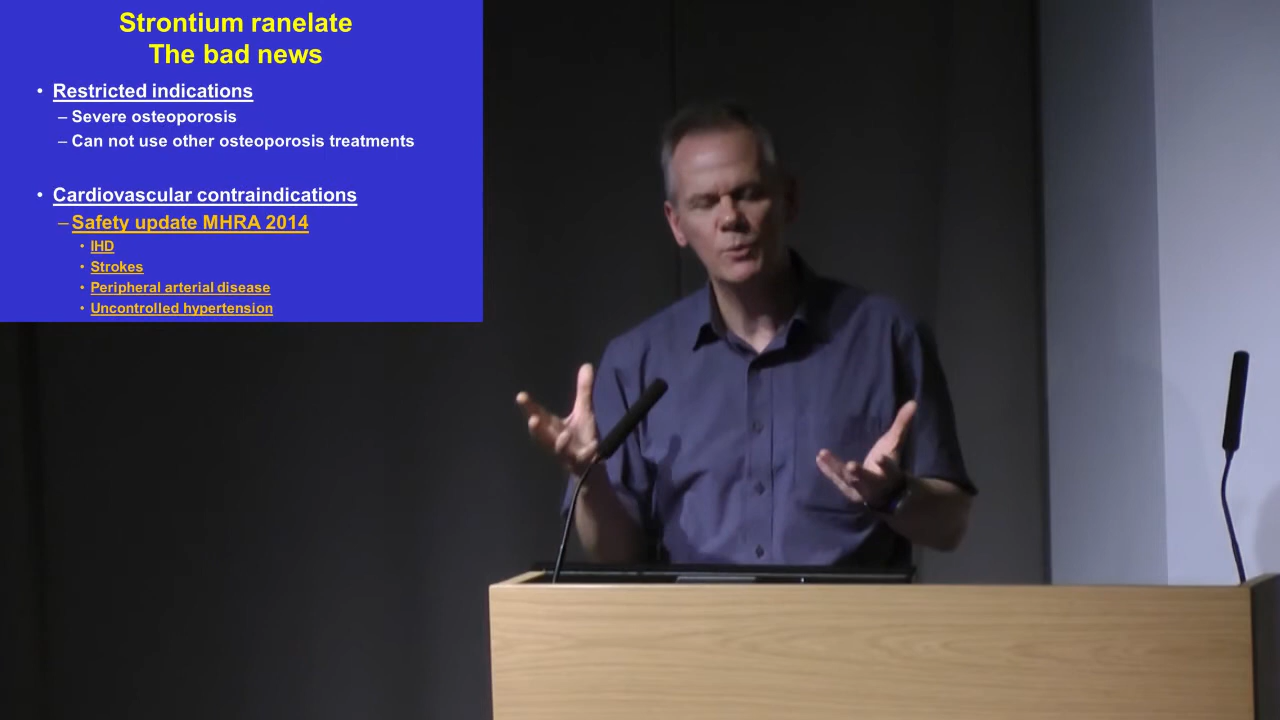 Strontium ranelate
The bad news
• Restricted indications
– Severe osteoporosis
– Can not use other osteoporosis treatments
• Cardiovascular contraindications
– Safety update MHRA 2014
• IHD
• Strokes
• Peripheral arterial disease
• Uncontrolled hypertension